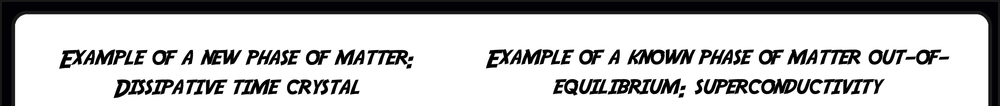 Example of a new phase of matter:
Dissipative time crystal
Example of a known phase of matter out-of-
equilibrium: superconductivity